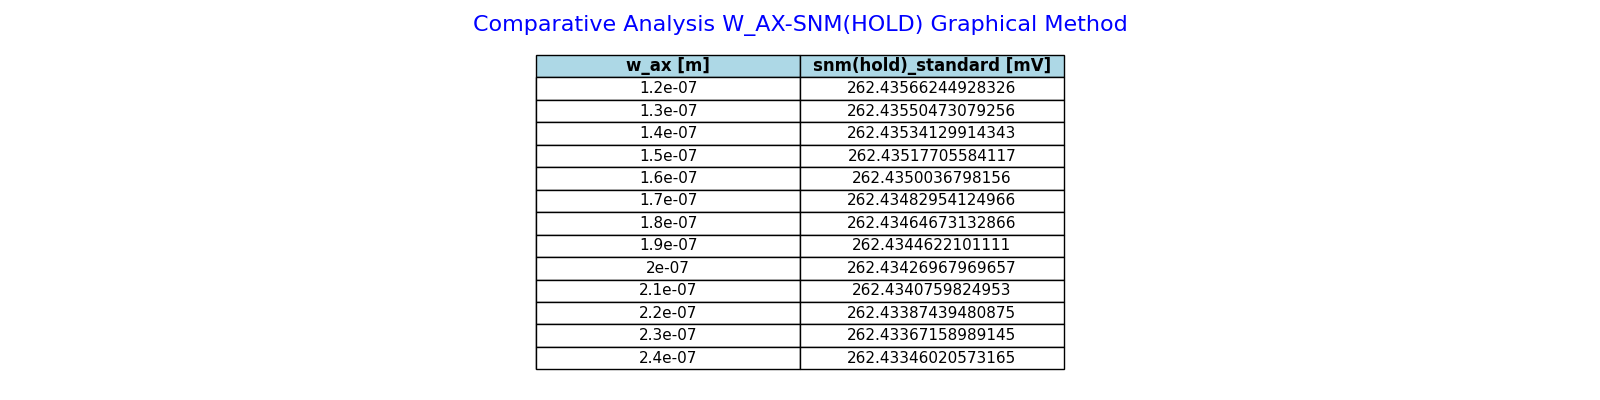 Comparative Analysis W_AX-SNM(HOLD) Graphical Method
w_ax [m] snm(hold)_standard [mV]
1.2e-07 262.43566244928326
1.3e-07 262.43550473079256
1.4e-07 262.43534129914343
1.5e-07 262.43517705584117
1.6e-07 262.4350036798156
1.7e-07 262.43482954124966
1.8e-07 262.43464673132866
1.9e-07 262.4344622101111
2e-07 262.43426967969657
2.1e-07 262.4340759824953
2.2e-07 262.43387439480875
2.3e-07 262.43367158989145
2.4e-07 262.43346020573165